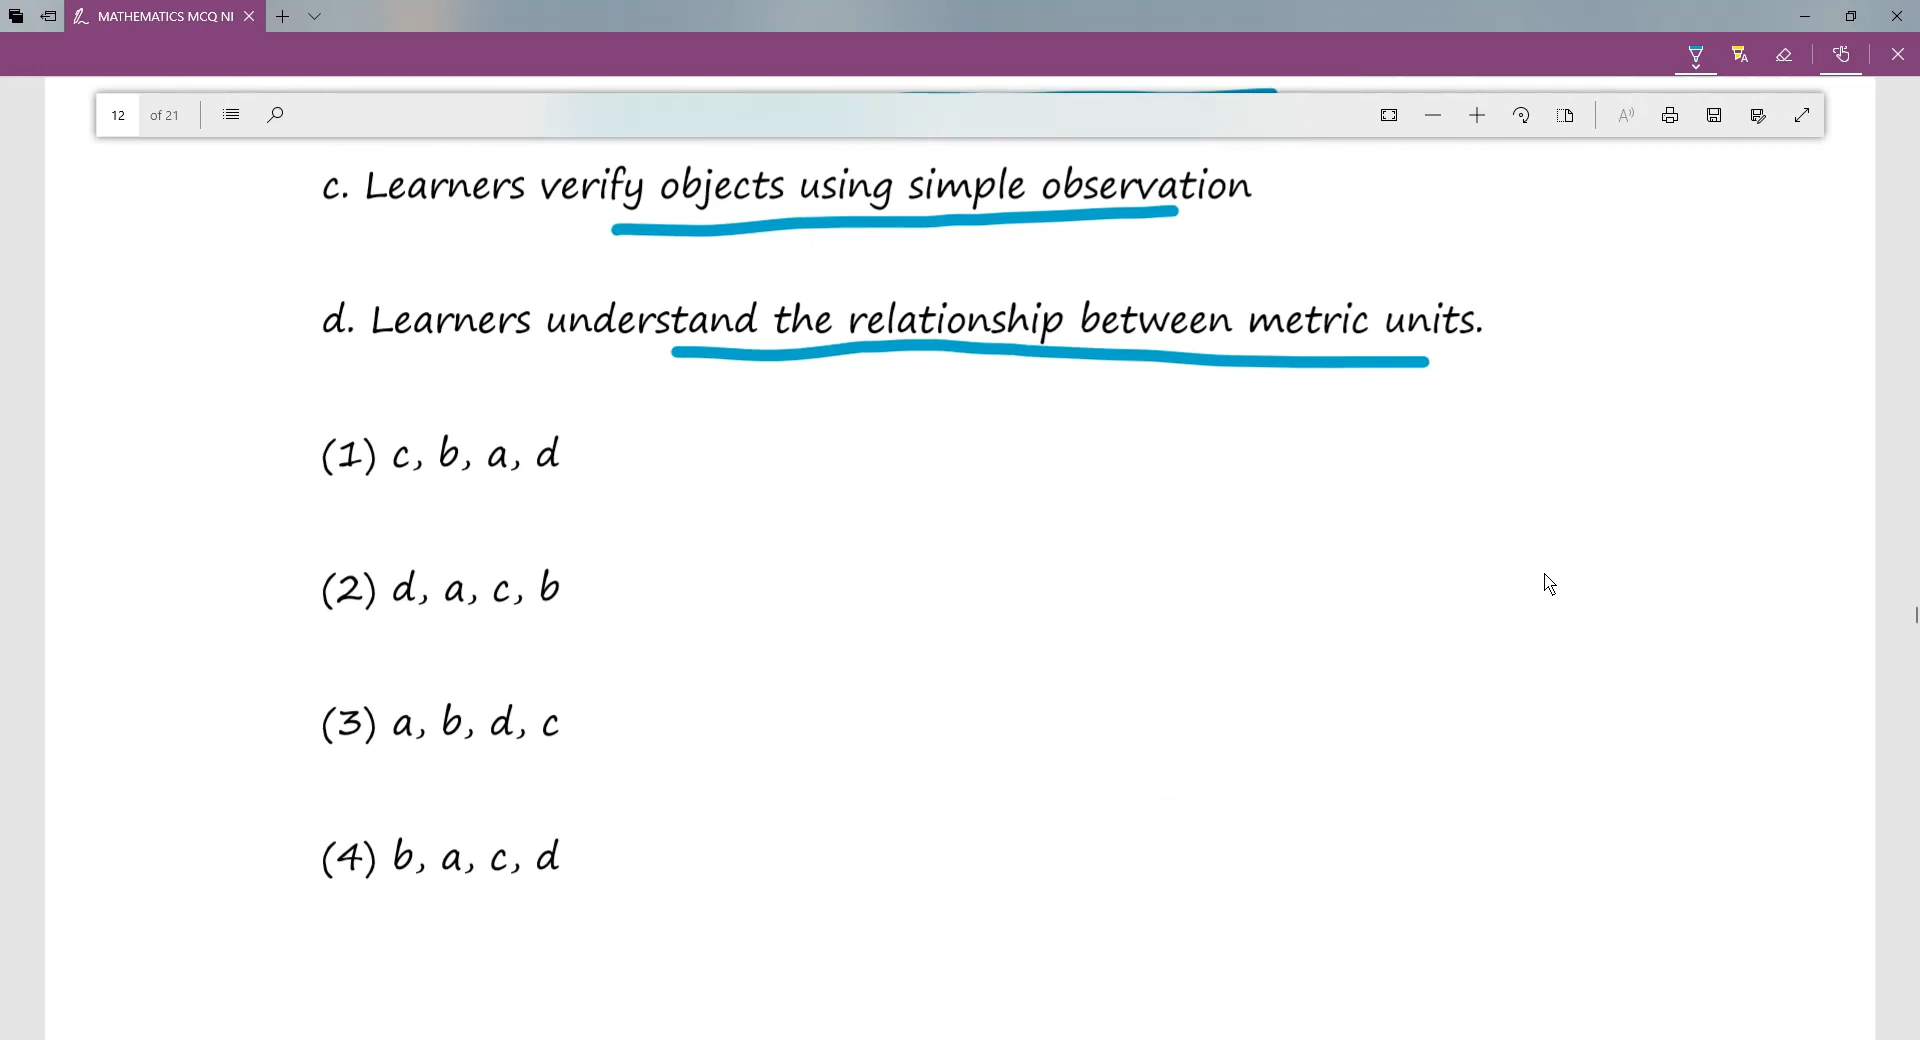 MATHEMATICS MCQ NI
12 of 21
c. Learners verify objects using simple observation
d. Learners understand the relationship between metric units.
(1) c, b, a, d
(2) d, a, c, b
(3) a, b, d, c
(4) b, a, c, d